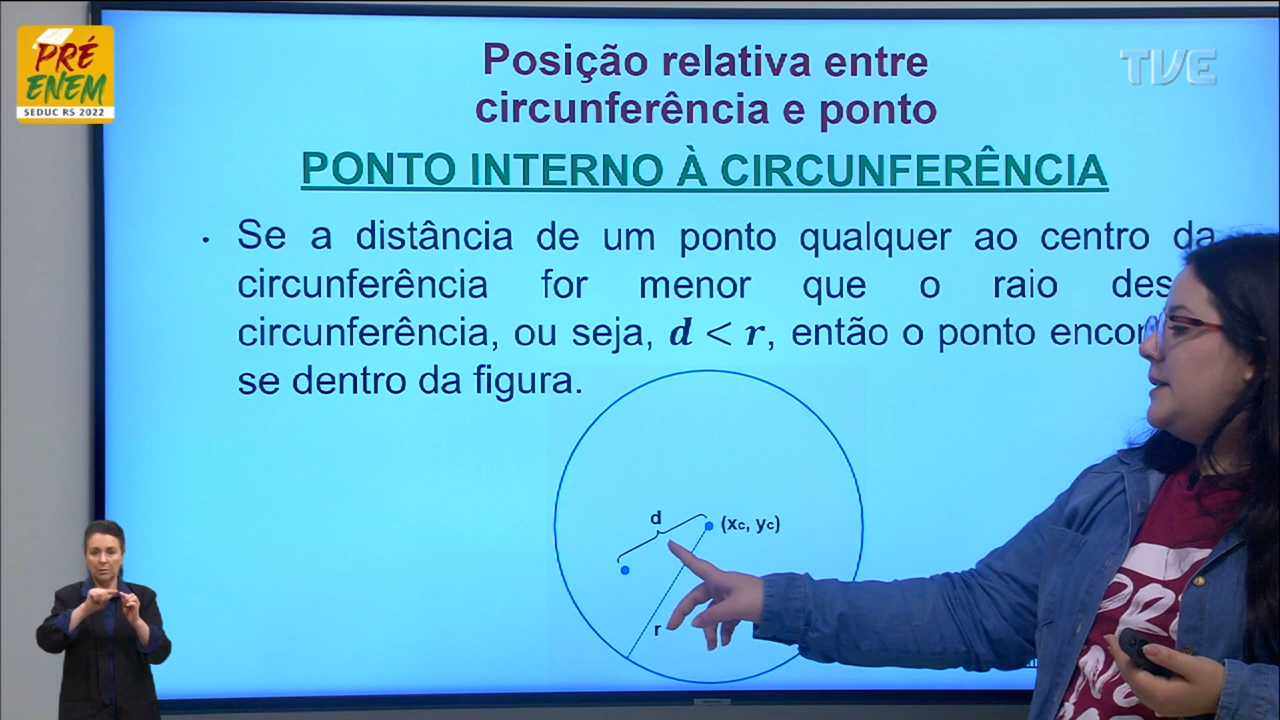 PRÉ
ENEM
SEDUC RS 2022
TVE
Posição relativa entre
circunferência e ponto
PONTO INTERNO À CIRCUNFERÊNCIA
• Se a distância de um ponto qualquer ao centro da
circunferência for menor que o raio
circunferência, ou seja, d < r, então o ponto
se dentro da figura.
d
(xc, yc)
r